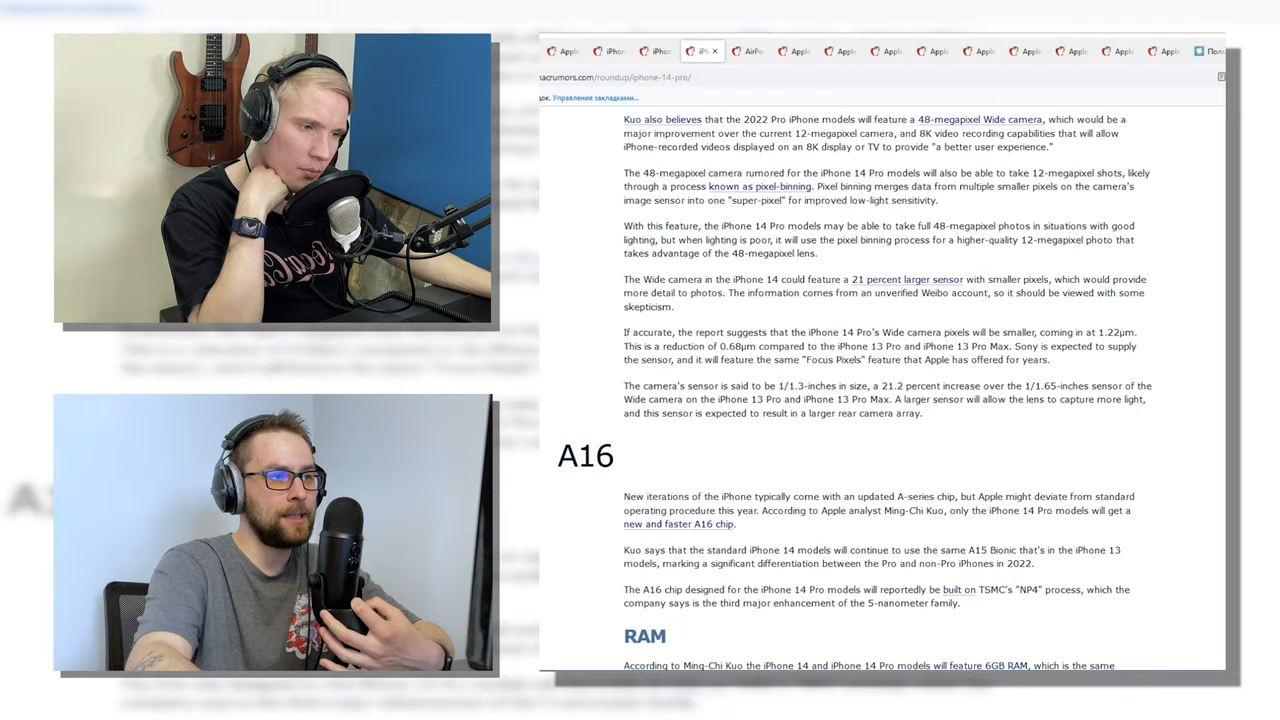 Apple iPhon iPhon iPh AirPo Apple Apple Apple Apple Apple Apple Apple Apple Apple Пол
macrumors.com/roundup/iphone-14-pro/
док. Управление закладками...
Kuo also believes that the 2022 Pro iPhone models will feature a 48-megapixel Wide camera, which would be a
major improvement over the current 12-megapixel camera, and 8K video recording capabilities that will allow
iPhone-recorded videos displayed on an 8K display or TV to provide "a better user experience."
The 48-megapixel camera rumored for the iPhone 14 Pro models will also be able to take 12-megapixel shots, likely
through a process known as pixel-binning. Pixel binning merges data from multiple smaller pixels on the camera's
image sensor into one "super-pixel" for improved low-light sensitivity.
With this feature, the iPhone 14 Pro models may be able to take full 48-megapixel photos in situations with good
lighting, but when lighting is poor, it will use the pixel binning process for a higher-quality 12-megapixel photo that
takes advantage of the 48-megapixel lens.
The Wide camera in the iPhone 14 could feature a 21 percent larger sensor with smaller pixels, which would provide
more detail to photos. The information comes from an unverified Weibo account, so it should be viewed with some
skepticism.
If accurate, the report suggests that the iPhone 14 Pro's Wide camera pixels will be smaller, coming in at 1.22µm.
This is a reduction of 0.68µm compared to the iPhone 13 Pro and iPhone 13 Pro Max. Sony is expected to supply
the sensor, and it will feature the same "Focus Pixels" feature that Apple has offered for years.
The camera's sensor is said to be 1/1.3-inches in size, a 21.2 percent increase over the 1/1.65-inches sensor of the
Wide camera on the iPhone 13 Pro and iPhone 13 Pro Max. A larger sensor will allow the lens to capture more light,
and this sensor is expected to result in a larger rear camera array.
A16
New iterations of the iPhone typically come with an updated A-series chip, but Apple might deviate from standard
operating procedure this year. According to Apple analyst Ming-Chi Kuo, only the iPhone 14 Pro models will get a
new and faster A16 chip.
Kuo says that the standard iPhone 14 models will continue to use the same A15 Bionic that's in the iPhone 13
models, marking a significant differentiation between the Pro and non-Pro iPhones in 2022.
The A16 chip designed for the iPhone 14 Pro models will reportedly be built on TSMC's "NP4" process, which the
company says is the third major enhancement of the 5-nanometer family.
RAM
According to Ming-Chi Kuo the iPhone 14 and iPhone 14 Pro models will feature 6GB RAM, which is the same